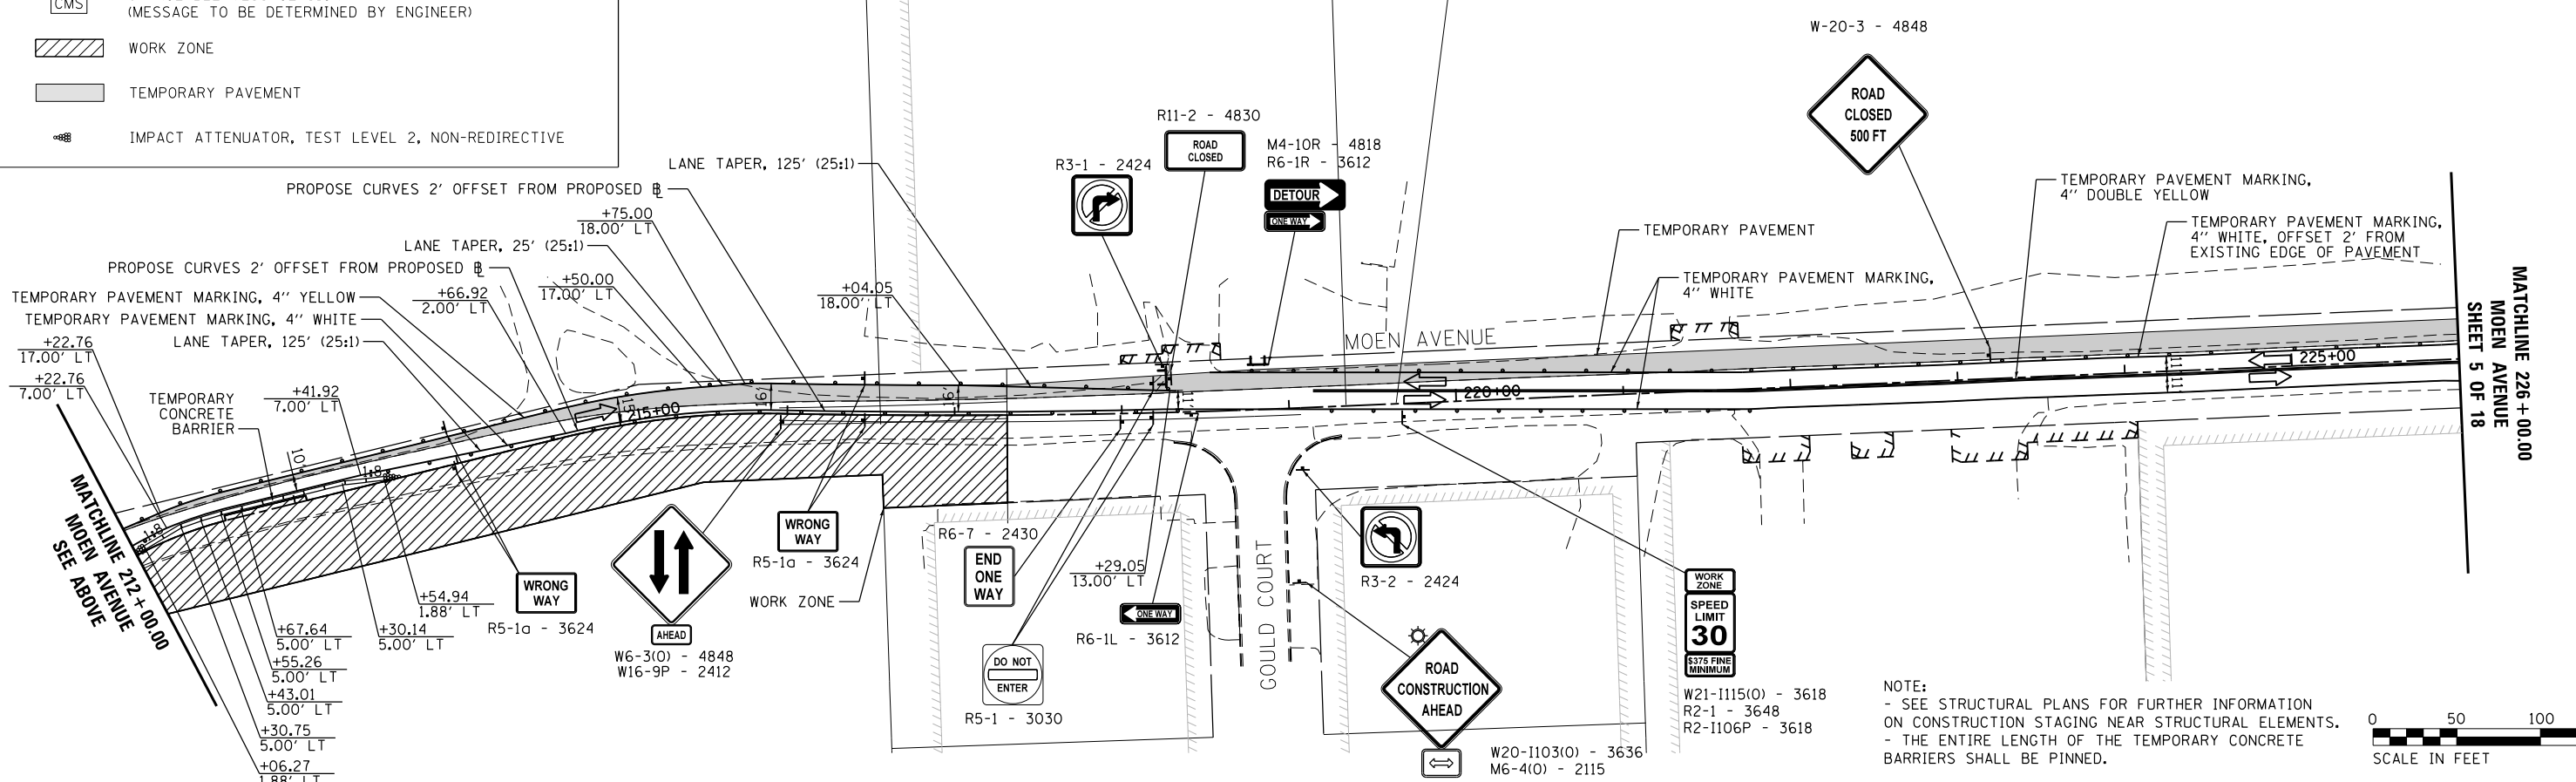 CMS
(MESSAGE TO BE DETERMINED BY ENGINEER)
WORK ZONE
TEMPORARY PAVEMENT
IMPACT ATTENUATOR, TEST LEVEL 2, NON-REDIRECTIVE
LANE TAPER, 125' (25:1)
PROPOSE CURVES 2' OFFSET FROM PROPOSED BL
+75.00
18.00' LT
LANE TAPER, 25' (25:1)
PROPOSE CURVES 2' OFFSET FROM PROPOSED BL
+50.00
17.00' LT
+66.92
2.00' LT
+04.05
18.00' LT
TEMPORARY PAVEMENT MARKING, 4'' YELLOW
TEMPORARY PAVEMENT MARKING, 4'' WHITE
LANE TAPER, 125' (25:1)
+22.76
17.00' LT
+22.76
7.00' LT
TEMPORARY
CONCRETE
BARRIER
+41.92
7.00' LT
10'
1:8
1:8
15'
215+00
16'
16'
11'
R3-1 - 2424
R11-2 - 4830
ROAD
CLOSED
M4-10R - 4818
R6-1R - 3612
DETOUR
ONE WAY
W-20-3 - 4848
ROAD
CLOSED
500 FT
TEMPORARY PAVEMENT
TEMPORARY PAVEMENT MARKING,
4'' WHITE
TEMPORARY PAVEMENT MARKING,
4'' DOUBLE YELLOW
TEMPORARY PAVEMENT MARKING,
4'' WHITE, OFFSET 2' FROM
EXISTING EDGE OF PAVEMENT
MOEN AVENUE
220+00
225+00
11'
11'
MATCHLINE 226+00.00
MOEN AVENUE
SHEET 5 OF 18
MATCHLINE 212+00.00
MOEN AVENUE
SEE ABOVE
+67.64
5.00' LT
+55.26
5.00' LT
+43.01
5.00' LT
+30.75
5.00' LT
+06.27
1.88' LT
+30.14
5.00' LT
+54.94
1.88' LT
WRONG
WAY
R5-1a - 3624
AHEAD
W6-3(O) - 4848
W16-9P - 2412
WRONG
WAY
R5-1a - 3624
WORK ZONE
R6-7 - 2430
END
ONE
WAY
DO NOT
ENTER
R5-1 - 3030
+29.05
13.00' LT
ONE WAY
R6-1L - 3612
GOULD COURT
R3-2 - 2424
ROAD
CONSTRUCTION
AHEAD
W20-I103(O) - 3636
M6-4(O) - 2115
WORK
ZONE
SPEED
LIMIT
30
$375 FINE
MINIMUM
W21-I115(O) - 3618
R2-1 - 3648
R2-I106P - 3618
NOTE:
- SEE STRUCTURAL PLANS FOR FURTHER INFORMATION
ON CONSTRUCTION STAGING NEAR STRUCTURAL ELEMENTS.
- THE ENTIRE LENGTH OF THE TEMPORARY CONCRETE
BARRIERS SHALL BE PINNED.
0 50 100
SCALE IN FEET